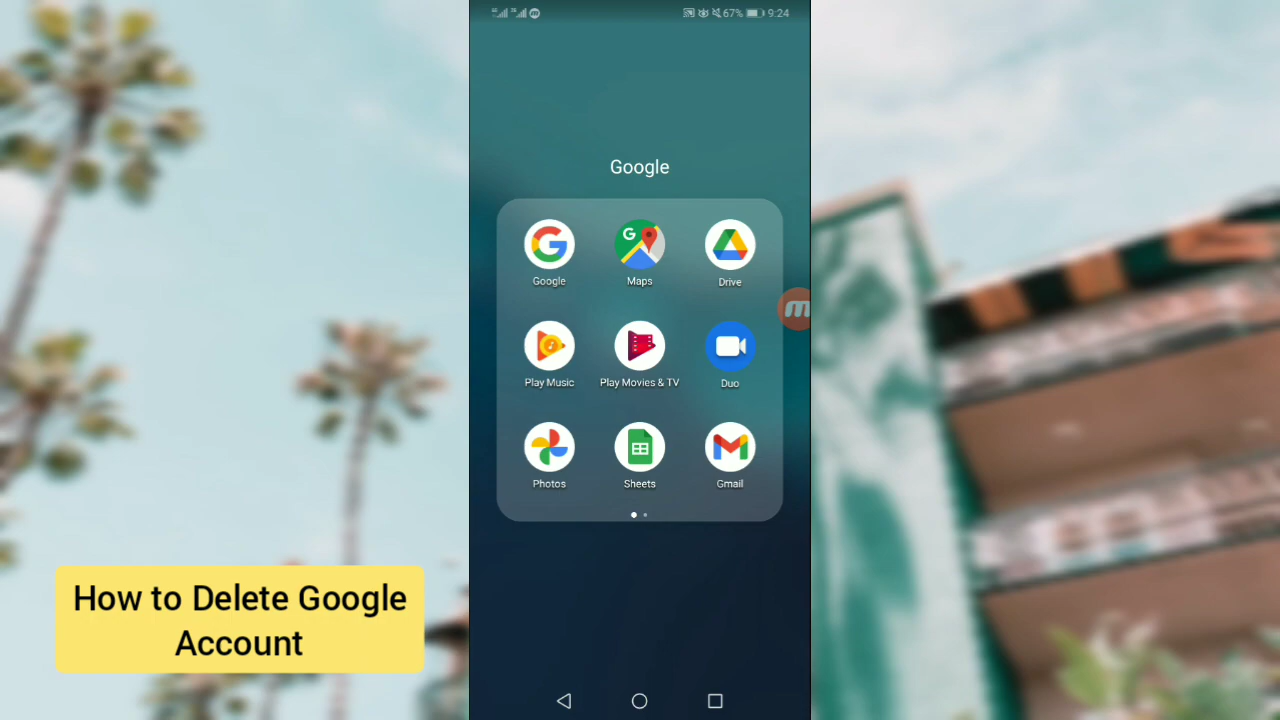 67% 9:24
Google
Google Maps Drive
Play Music Play Movies & TV Duo
Photos Sheets Gmail
How to Delete Google
Account